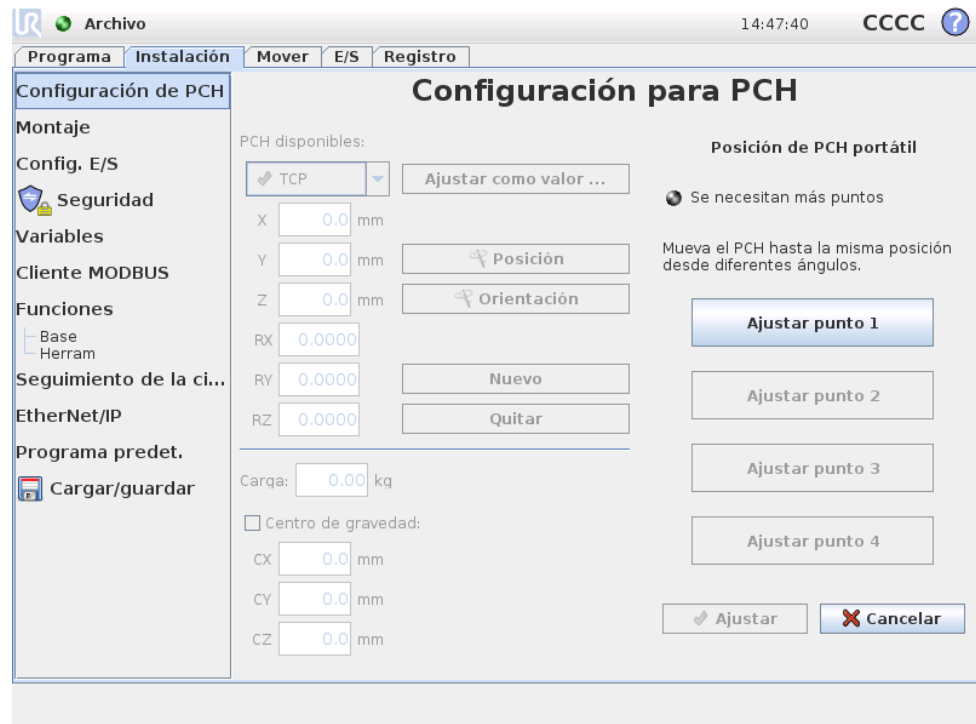 UR Archivo 14:47:40 CCCC ?
Programa Instalación Mover E/S Registro
Configuración de PCH
Montaje
Config. E/S
Seguridad
Variables
Cliente MODBUS
Funciones
Base
Herram
Seguimiento de la ci...
EtherNet/IP
Programa predet.
Cargar/guardar
Configuración para PCH
PCH disponibles:
TCP Ajustar como valor ...
X 0.0 mm
Y 0.0 mm Posición
Z 0.0 mm Orientación
RX 0.0000
RY 0.0000 Nuevo
RZ 0.0000 Quitar
Carga: 0.00 kg
Centro de gravedad:
CX 0.0 mm
CY 0.0 mm
CZ 0.0 mm
Posición de PCH portátil
Se necesitan más puntos
Mueva el PCH hasta la misma posición
desde diferentes ángulos.
Ajustar punto 1
Ajustar punto 2
Ajustar punto 3
Ajustar punto 4
Ajustar Cancelar